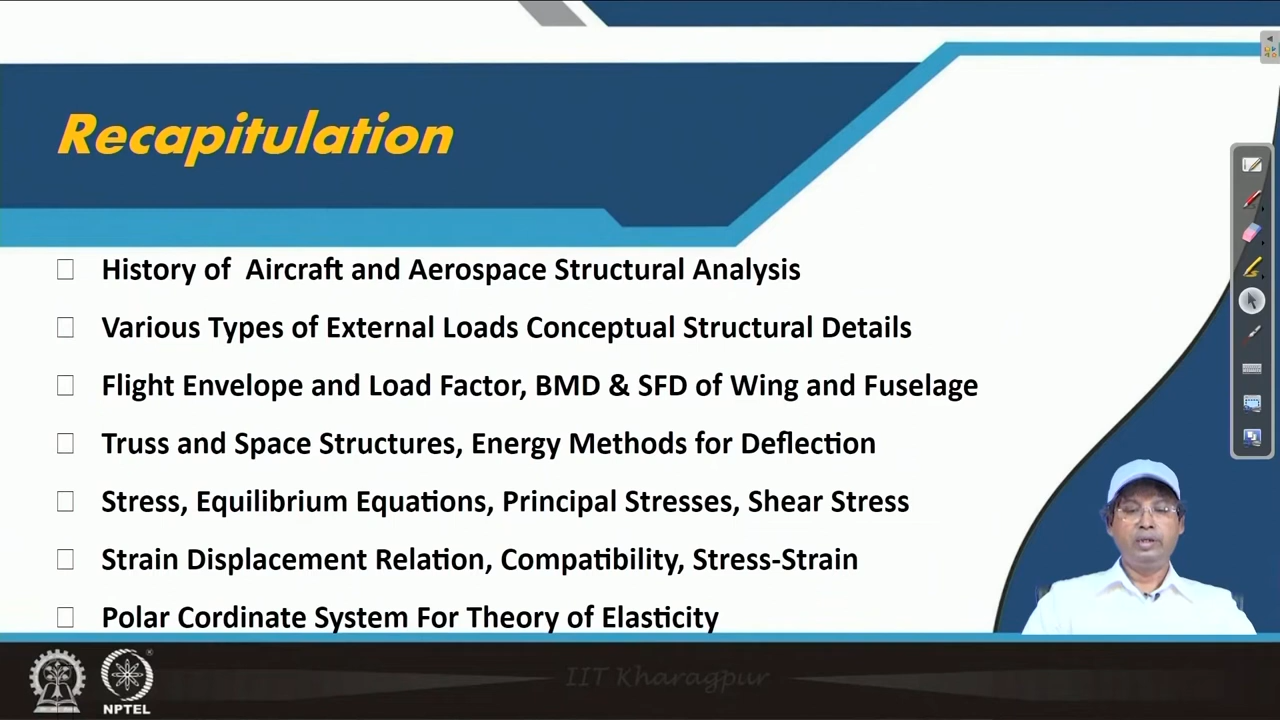 Recapitulation
History of Aircraft and Aerospace Structural Analysis
Various Types of External Loads Conceptual Structural Details
Flight Envelope and Load Factor, BMD & SFD of Wing and Fuselage
Truss and Space Structures, Energy Methods for Deflection
Stress, Equilibrium Equations, Principal Stresses, Shear Stress
Strain Displacement Relation, Compatibility, Stress-Strain
Polar Cordinate System For Theory of Elasticity
IIT Kharagpur
NPTEL